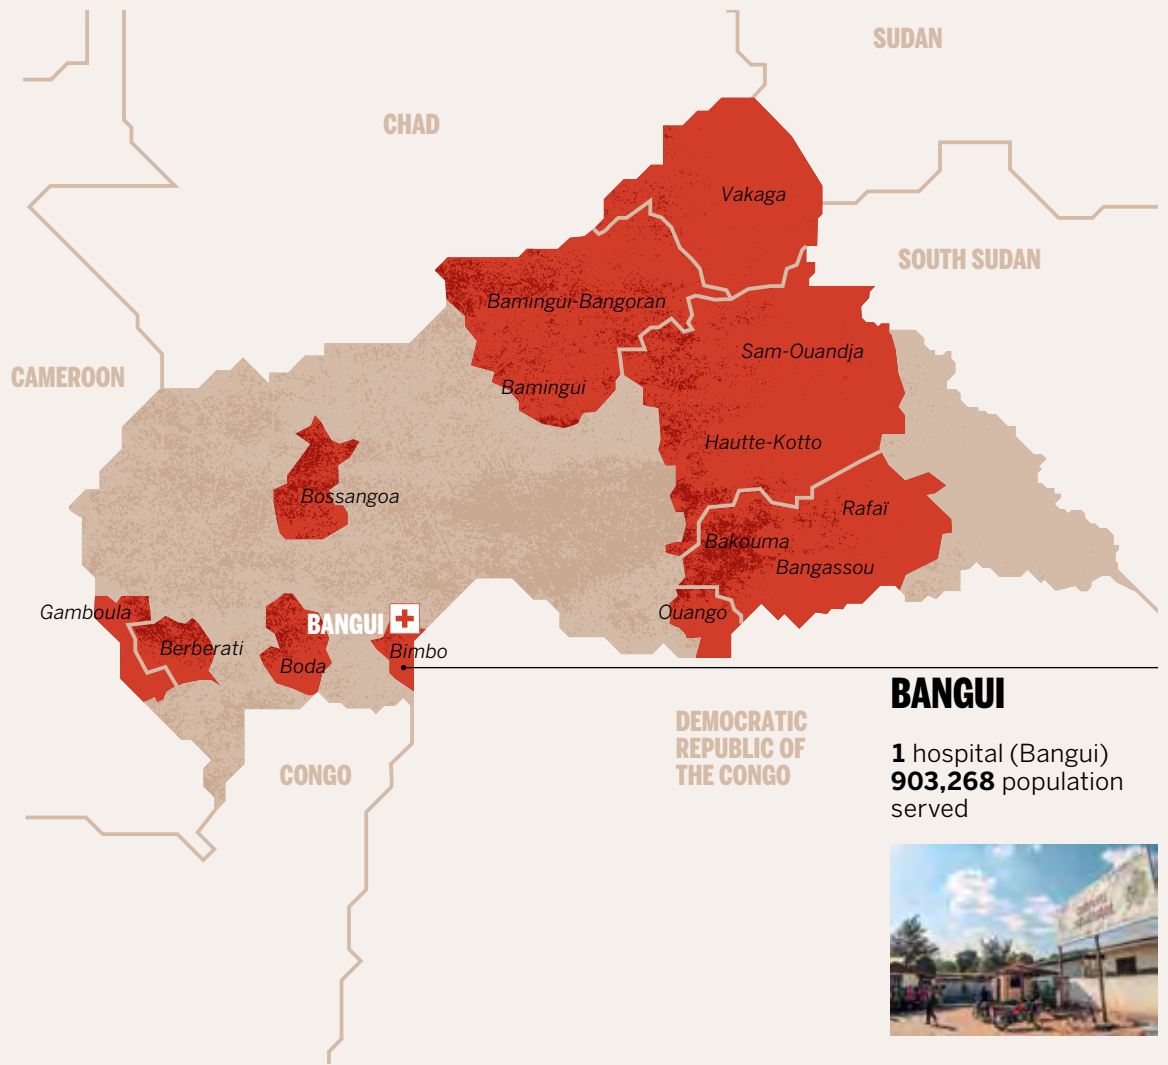 SUDAN
CHAD
Vakaga
SOUTH SUDAN
Bamingui-Bangoran
Sam-Ouandja
CAMEROON
Bamingui
Hautte-Kotto
Bossangoa
Rafaï
Bakouma
Bangassou
Gamboula
BANGUI
Ouango
Berberati
Bimbo
Boda
BANGUI
DEMOCRATIC
REPUBLIC OF
THE CONGO
CONGO
1 hospital (Bangui)
903,268 population
served